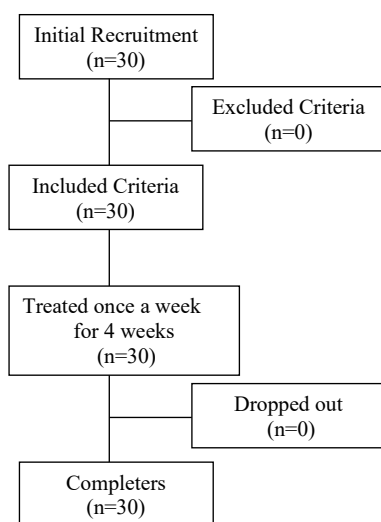 Initial Recruitment
(n=30)
Excluded Criteria
(n=0)
Included Criteria
(n=30)
Treated once a week
for 4 weeks
(n=30)
Dropped out
(n=0)
Completers
(n=30)